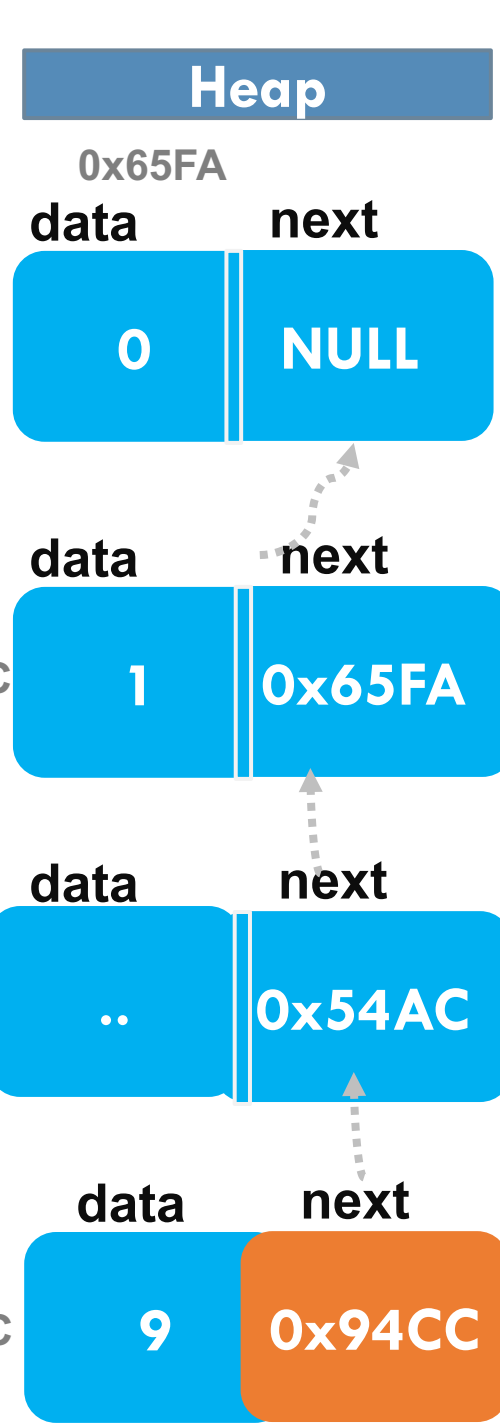 Heap
0x65FA
data next
0 NULL
data next
C 1 0x65FA
data next
.. 0x54AC
data next
C 9 0x94CC